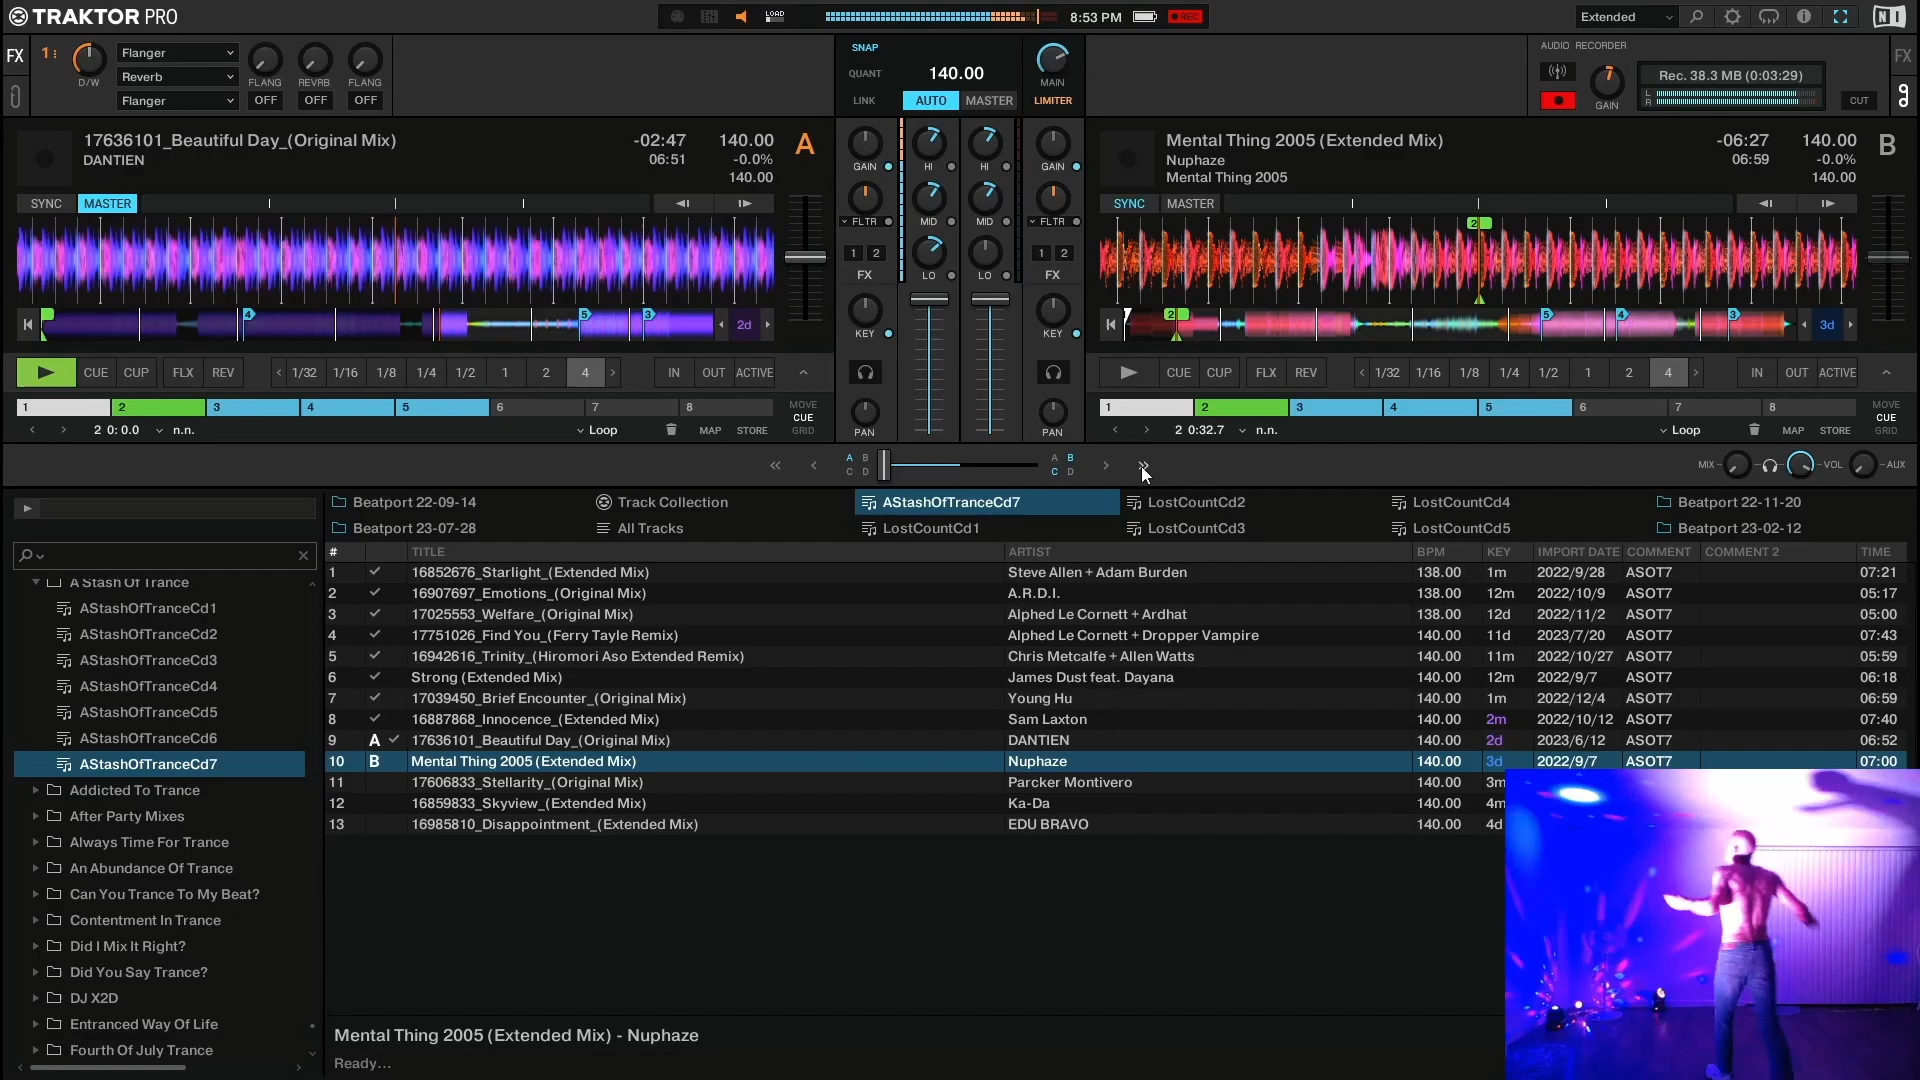 TRAKTOR PRO
LOAD
8:53 PM
REC
Extended
FX
1
D/W
Flanger
Reverb
Flanger
FLANG
REVRB
FLANG
OFF
OFF
OFF
SNAP
QUANT
LINK
140.00
AUTO
MASTER
MAIN
LIMITER
AUDIO RECORDER
GAIN
Rec. 38.3 MB (0:03:29)
L
R
CUT
FX
17636101_Beautiful Day_(Original Mix)
DANTIEN
-02:47
06:51
140.00
-0.0%
140.00
A
SYNC
MASTER
4
5
3
2d
CUE
CUP
FLX
REV
1/32
1/16
1/8
1/4
1/2
1
2
4
IN
OUT
ACTIVE
1
2
3
4
5
6
7
8
MOVE
CUE
GRID
2 0:0.0
n.n.
Loop
MAP
STORE
GAIN
HI
HI
GAIN
FLTR
MID
MID
FLTR
1 2
FX
LO
LO
1 2
FX
KEY
KEY
PAN
PAN
Mental Thing 2005 (Extended Mix)
Nuphaze
Mental Thing 2005
-06:27
06:59
140.00
-0.0%
140.00
B
SYNC
MASTER
2
2
5
4
3
3d
CUE
CUP
FLX
REV
1/32
1/16
1/8
1/4
1/2
1
2
4
IN
OUT
ACTIVE
1
2
3
4
5
6
7
8
MOVE
CUE
GRID
2 0:32.7
n.n.
Loop
MAP
STORE
A B
C D
A B
C D
MIX
VOL
AUX
Beatport 22-09-14
Track Collection
AStashOfTranceCd7
LostCountCd2
LostCountCd4
Beatport 22-11-20
Beatport 23-07-28
All Tracks
LostCountCd1
LostCountCd3
LostCountCd5
Beatport 23-02-12
A Stash Of Trance
AStashOfTranceCd1
AStashOfTranceCd2
AStashOfTranceCd3
AStashOfTranceCd4
AStashOfTranceCd5
AStashOfTranceCd6
AStashOfTranceCd7
Addicted To Trance
After Party Mixes
Always Time For Trance
An Abundance Of Trance
Can You Trance To My Beat?
Contentment In Trance
Did I Mix It Right?
Did You Say Trance?
DJ X2D
Entranced Way Of Life
Fourth Of July Trance
# TITLE ARTIST BPM KEY IMPORT DATE COMMENT COMMENT 2 TIME
1 16852676_Starlight_(Extended Mix) Steve Allen + Adam Burden 138.00 1m 2022/9/28 ASOT7 07:21
2 16907697_Emotions_(Original Mix) A.R.D.I. 138.00 12m 2022/10/9 ASOT7 05:17
3 17025553_Welfare_(Original Mix) Alphed Le Cornett + Ardhat 138.00 12d 2022/11/2 ASOT7 05:00
4 17751026_Find You_(Ferry Tayle Remix) Alphed Le Cornett + Dropper Vampire 140.00 11d 2023/7/20 ASOT7 07:43
5 16942616_Trinity_(Hiromori Aso Extended Remix) Chris Metcalfe + Allen Watts 140.00 11m 2022/10/27 ASOT7 05:59
6 Strong (Extended Mix) James Dust feat. Dayana 140.00 12m 2022/9/7 ASOT7 06:18
7 17039450_Brief Encounter_(Original Mix) Young Hu 140.00 1m 2022/12/4 ASOT7 06:59
8 16887868_Innocence_(Extended Mix) Sam Laxton 140.00 2m 2022/10/12 ASOT7 07:40
9 A 17636101_Beautiful Day_(Original Mix) DANTIEN 140.00 2d 2023/6/12 ASOT7 06:52
10 B Mental Thing 2005 (Extended Mix) Nuphaze 140.00 3d 2022/9/7 ASOT7 07:00
11 17606833_Stellarity_(Original Mix) Parcker Montivero 140.00 3m
12 16859833_Skyview_(Extended Mix) Ka-Da 140.00 4m
13 16985810_Disappointment_(Extended Mix) EDU BRAVO 140.00 4d
Mental Thing 2005 (Extended Mix) - Nuphaze
Ready...